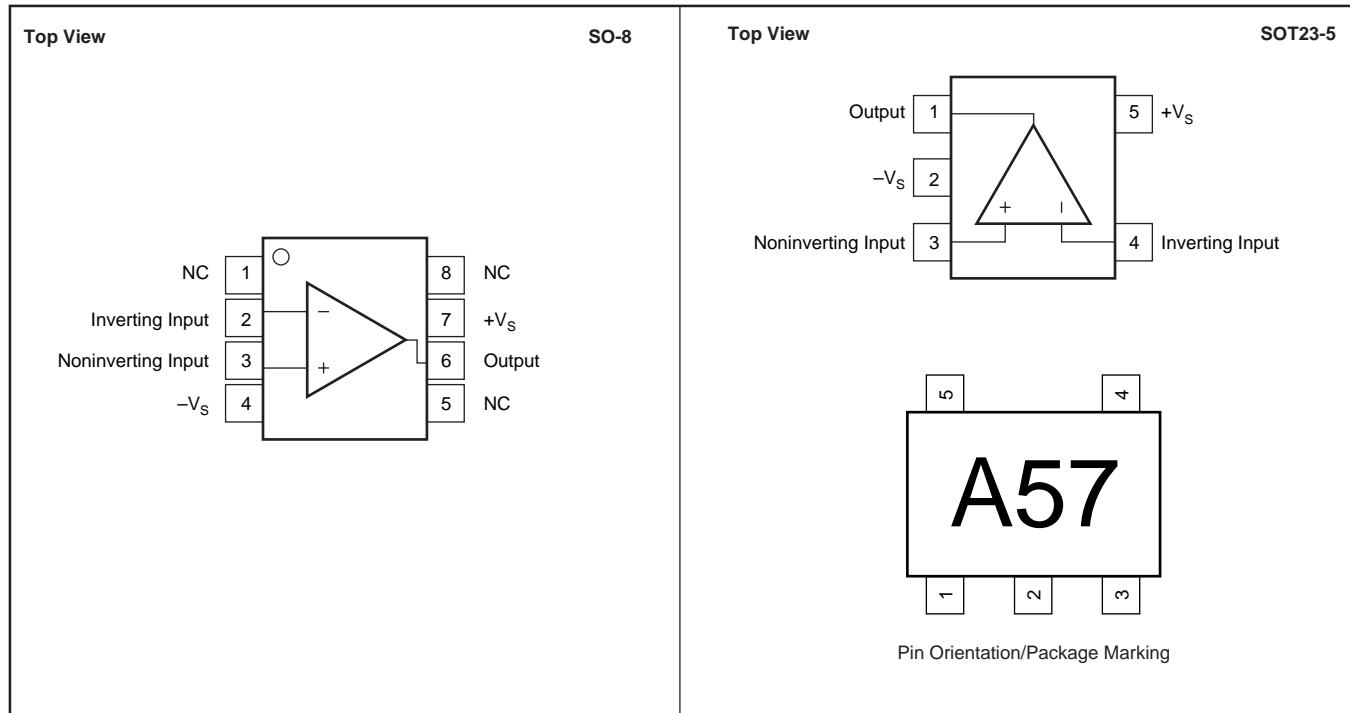 Top View SO-8
NC 1 8 NC
Inverting Input 2 − 7 +VS
Noninverting Input 3 + 6 Output
–VS 4 5 NC
Top View SOT23-5
Output 1 5 +VS
–VS 2
+ −
Noninverting Input 3 4 Inverting Input
5 4
A57
1 2 3
Pin Orientation/Package Marking